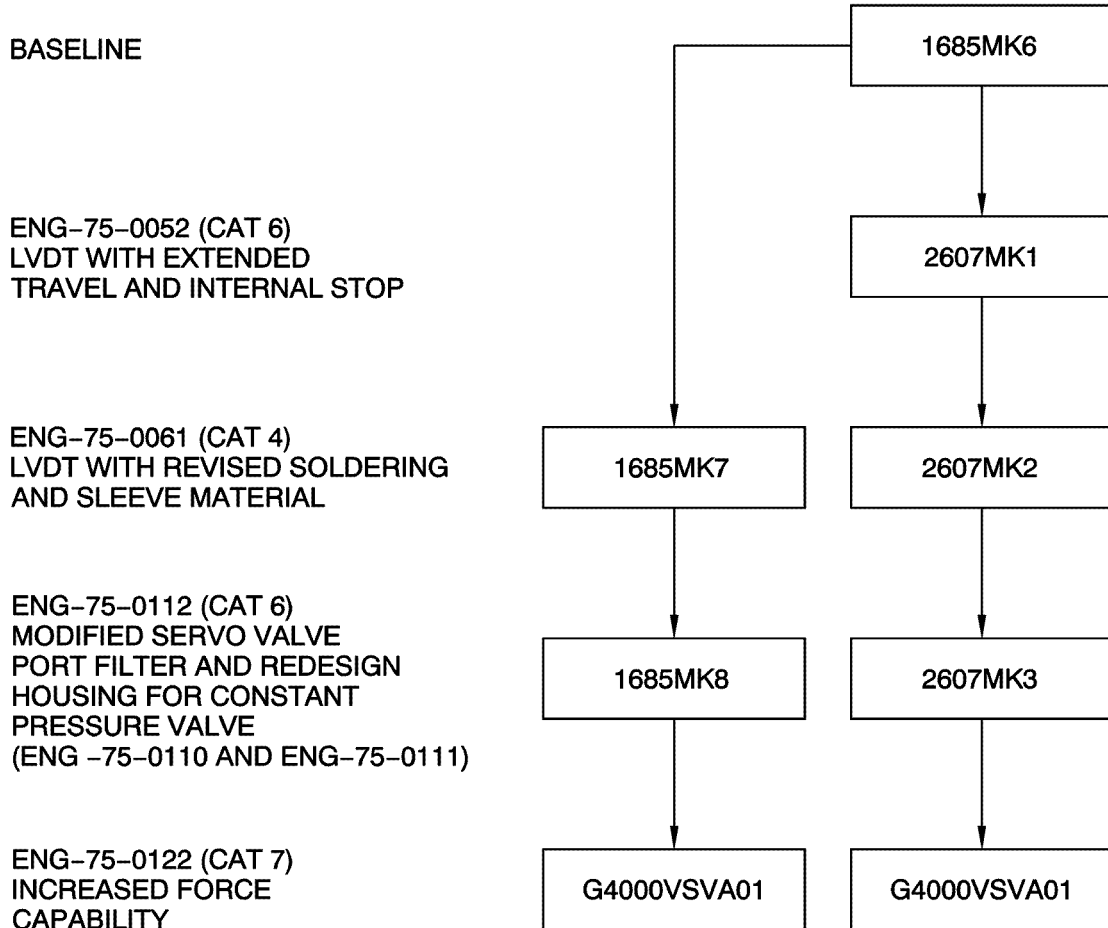 BASELINE
1685MK6
ENG–75–0052 (CAT 6)
LVDT WITH EXTENDED
TRAVEL AND INTERNAL STOP
2607MK1
ENG–75–0061 (CAT 4)
LVDT WITH REVISED SOLDERING
AND SLEEVE MATERIAL
1685MK7
2607MK2
ENG–75–0112 (CAT 6)
MODIFIED SERVO VALVE
PORT FILTER AND REDESIGN
HOUSING FOR CONSTANT
PRESSURE VALVE
(ENG –75–0110 AND ENG–75–0111)
1685MK8
2607MK3
ENG–75–0122 (CAT 7)
INCREASED FORCE
CAPABILITY
G4000VSVA01
G4000VSVA01